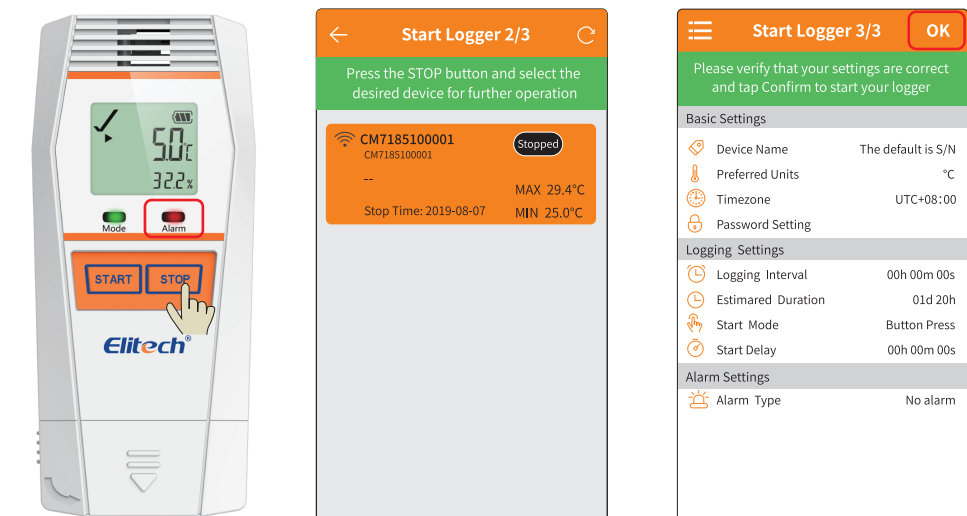 5.0℃
32.2%
Mode
Alarm
START
STOP
Elitech®
Start Logger 2/3
Press the STOP button and select the
desired device for further operation
CM7185100001
Stopped
CM7185100001
--
MAX 29.4°C
Stop Time: 2019-08-07
MIN 25.0°C
Start Logger 3/3
OK
Please verify that your settings are correct
and tap Confirm to start your logger
Basic Settings
Device Name The default is S/N
Preferred Units ℃
Timezone UTC+08:00
Password Setting
Logging Settings
Logging Interval 00h 00m 00s
Estimared Duration 01d 20h
Start Mode Button Press
Start Delay 00h 00m 00s
Alarm Settings
Alarm Type No alarm